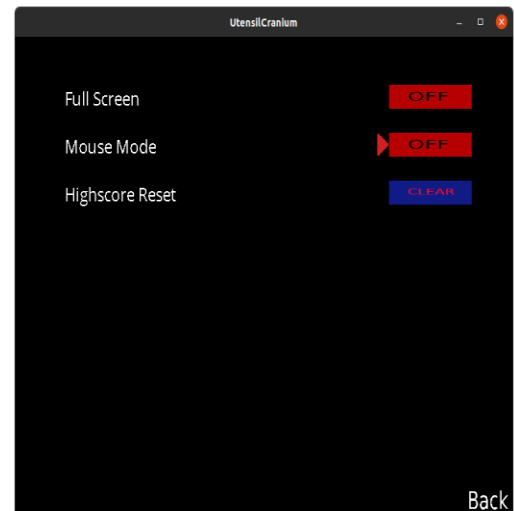 UtensilCranium
Full Screen OFF
Mouse Mode OFF
Highscore Reset CLEAR
Back